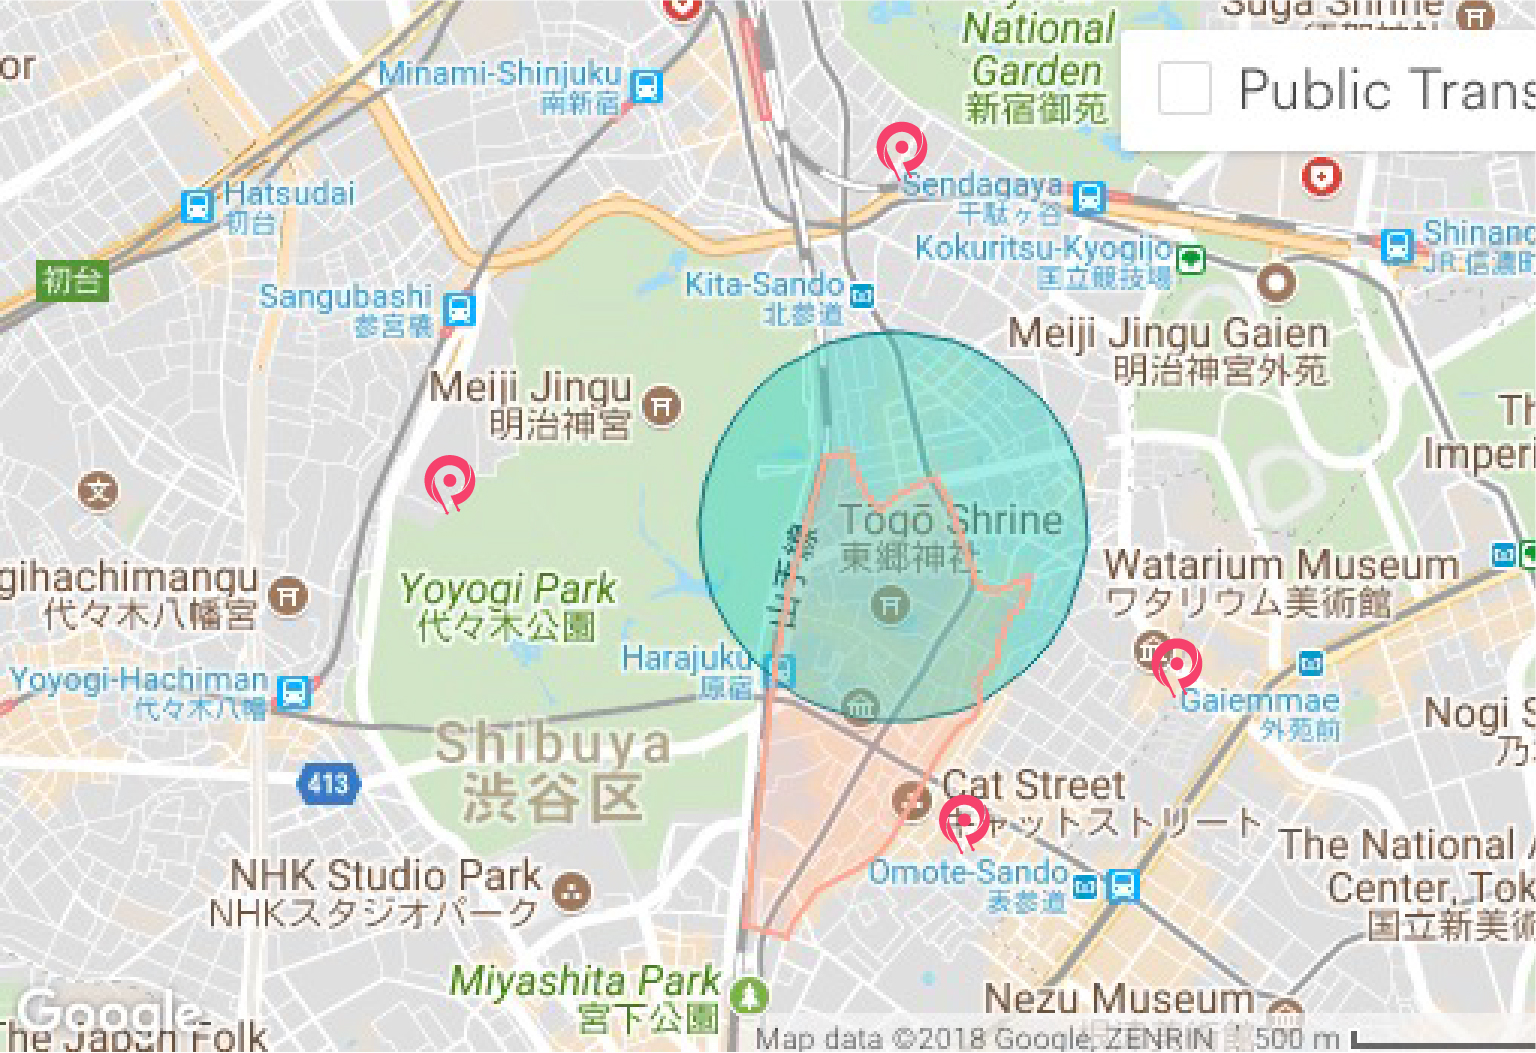 Suga Shrine
National
Garden
新宿御苑
Public Trans
or
Minami-Shinjuku
南新宿
Hatsudai
初台
初台
Sendagaya
千駄ヶ谷
Kokuritsu-Kyogijo
国立競技場
Shinano
JR:信濃町
Sangubashi
参宮橋
Kita-Sando
北参道
Meiji Jingu Gaien
明治神宮外苑
Meiji Jingu
明治神宮
Th
Imperi
Tōgō Shrine
東郷神社
山手線
gihachimangu
代々木八幡宮
Yoyogi Park
代々木公園
Watarium Museum
ワタリウム美術館
Harajuku
原宿
Yoyogi-Hachiman
代々木八幡
Gaiemmae
外苑前
Nogi S
乃
Shibuya
渋谷区
413
Cat Street
キャットストリート
The National A
Center, Tok
国立新美術
Omote-Sando
表参道
NHK Studio Park
NHKスタジオパーク
Miyashita Park
宮下公園
Nezu Museum
Google
The Japan Folk
Map data ©2018 Google, ZENRIN
500 m